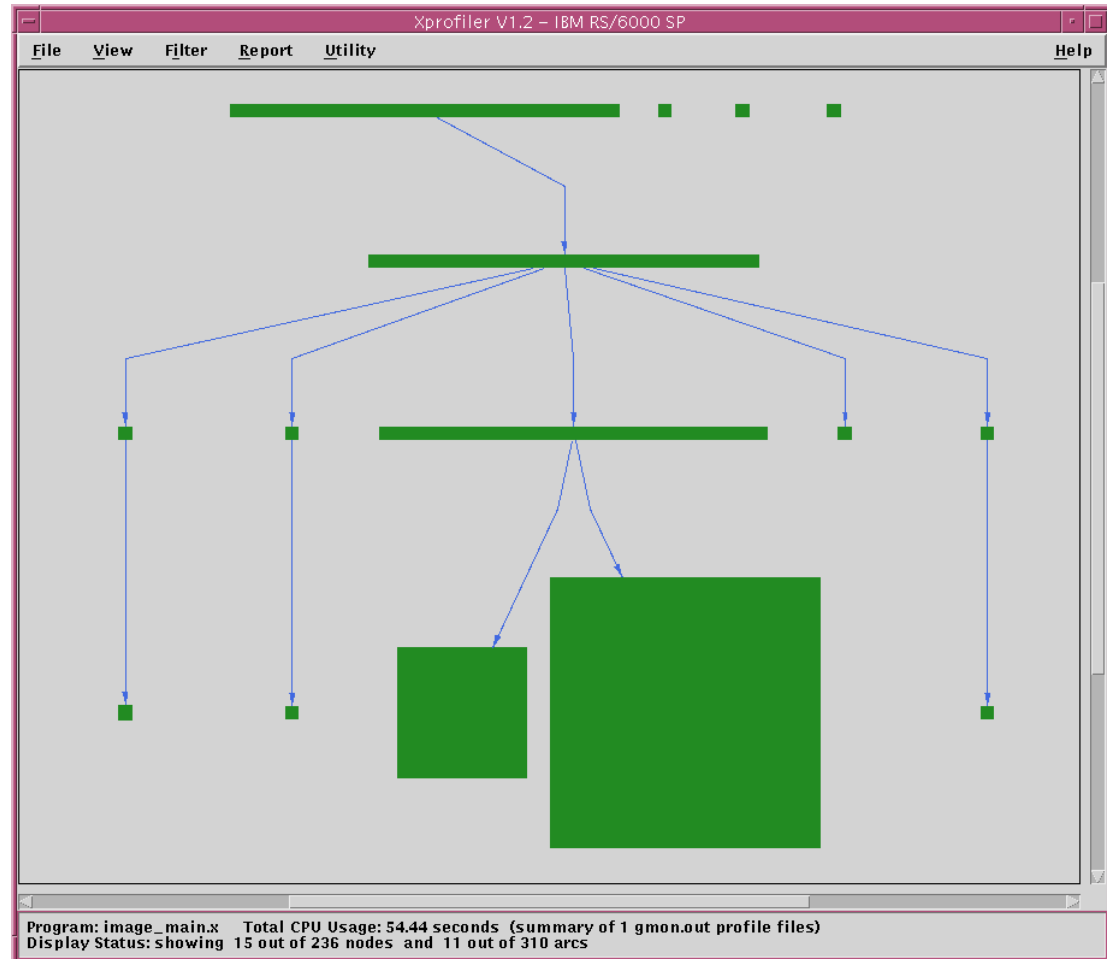 Xprofiler V1.2 – IBM RS/6000 SP
File View Filter Report Utility Help
Program: image_main.x Total CPU Usage: 54.44 seconds (summary of 1 gmon.out profile files)
Display Status: showing 15 out of 236 nodes and 11 out of 310 arcs